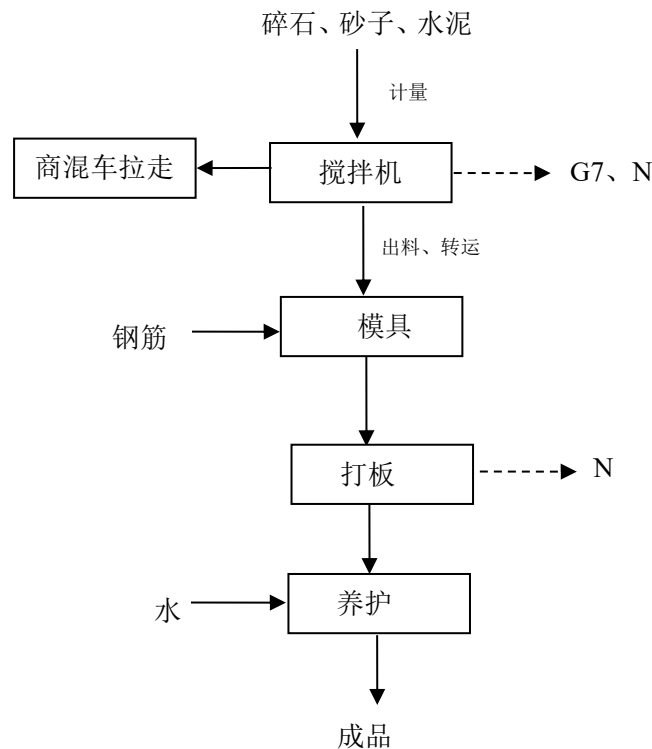 碎石、砂子、水泥
计量
商混车拉走
搅拌机
G7、N
出料、转运
钢筋
模具
打板
N
水
养护
成品